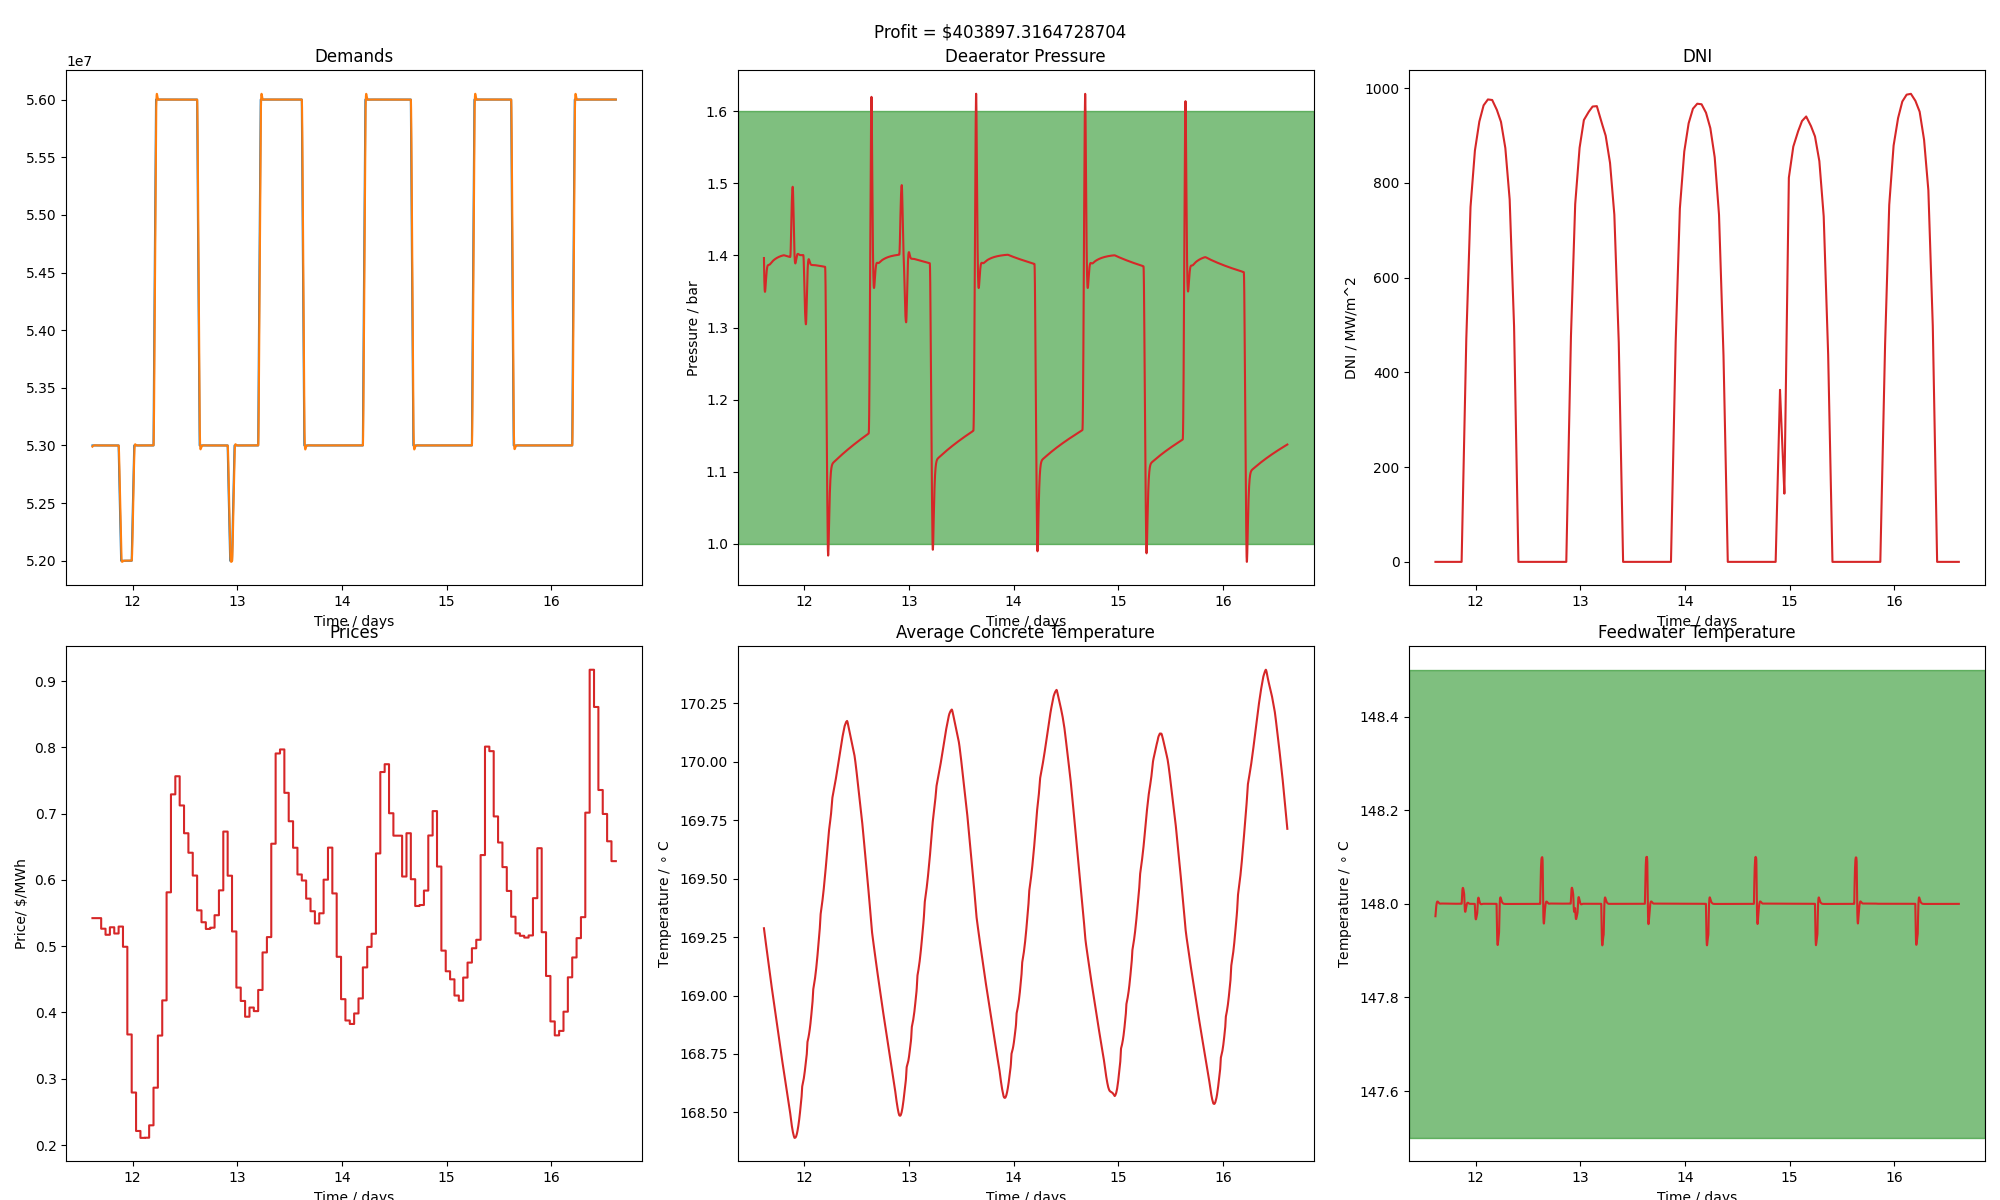 Profit = $403897.3164728704
Demands
1e7
5.60
5.55
5.50
5.45
5.40
5.35
5.30
5.25
5.20
12 13 14 15 16
Time / days
Deaerator Pressure
Pressure / bar
1.6
1.5
1.4
1.3
1.2
1.1
1.0
12 13 14 15 16
Time / days
DNI
DNI / MW/m^2
1000
800
600
400
200
0
12 13 14 15 16
Time / days
Prices
Price/ $/MWh
0.9
0.8
0.7
0.6
0.5
0.4
0.3
0.2
12 13 14 15 16
Time / days
Average Concrete Temperature
Temperature / ∘ C
170.25
170.00
169.75
169.50
169.25
169.00
168.75
168.50
12 13 14 15 16
Time / days
Feedwater Temperature
Temperature / ∘ C
148.4
148.2
148.0
147.8
147.6
12 13 14 15 16
Time / days